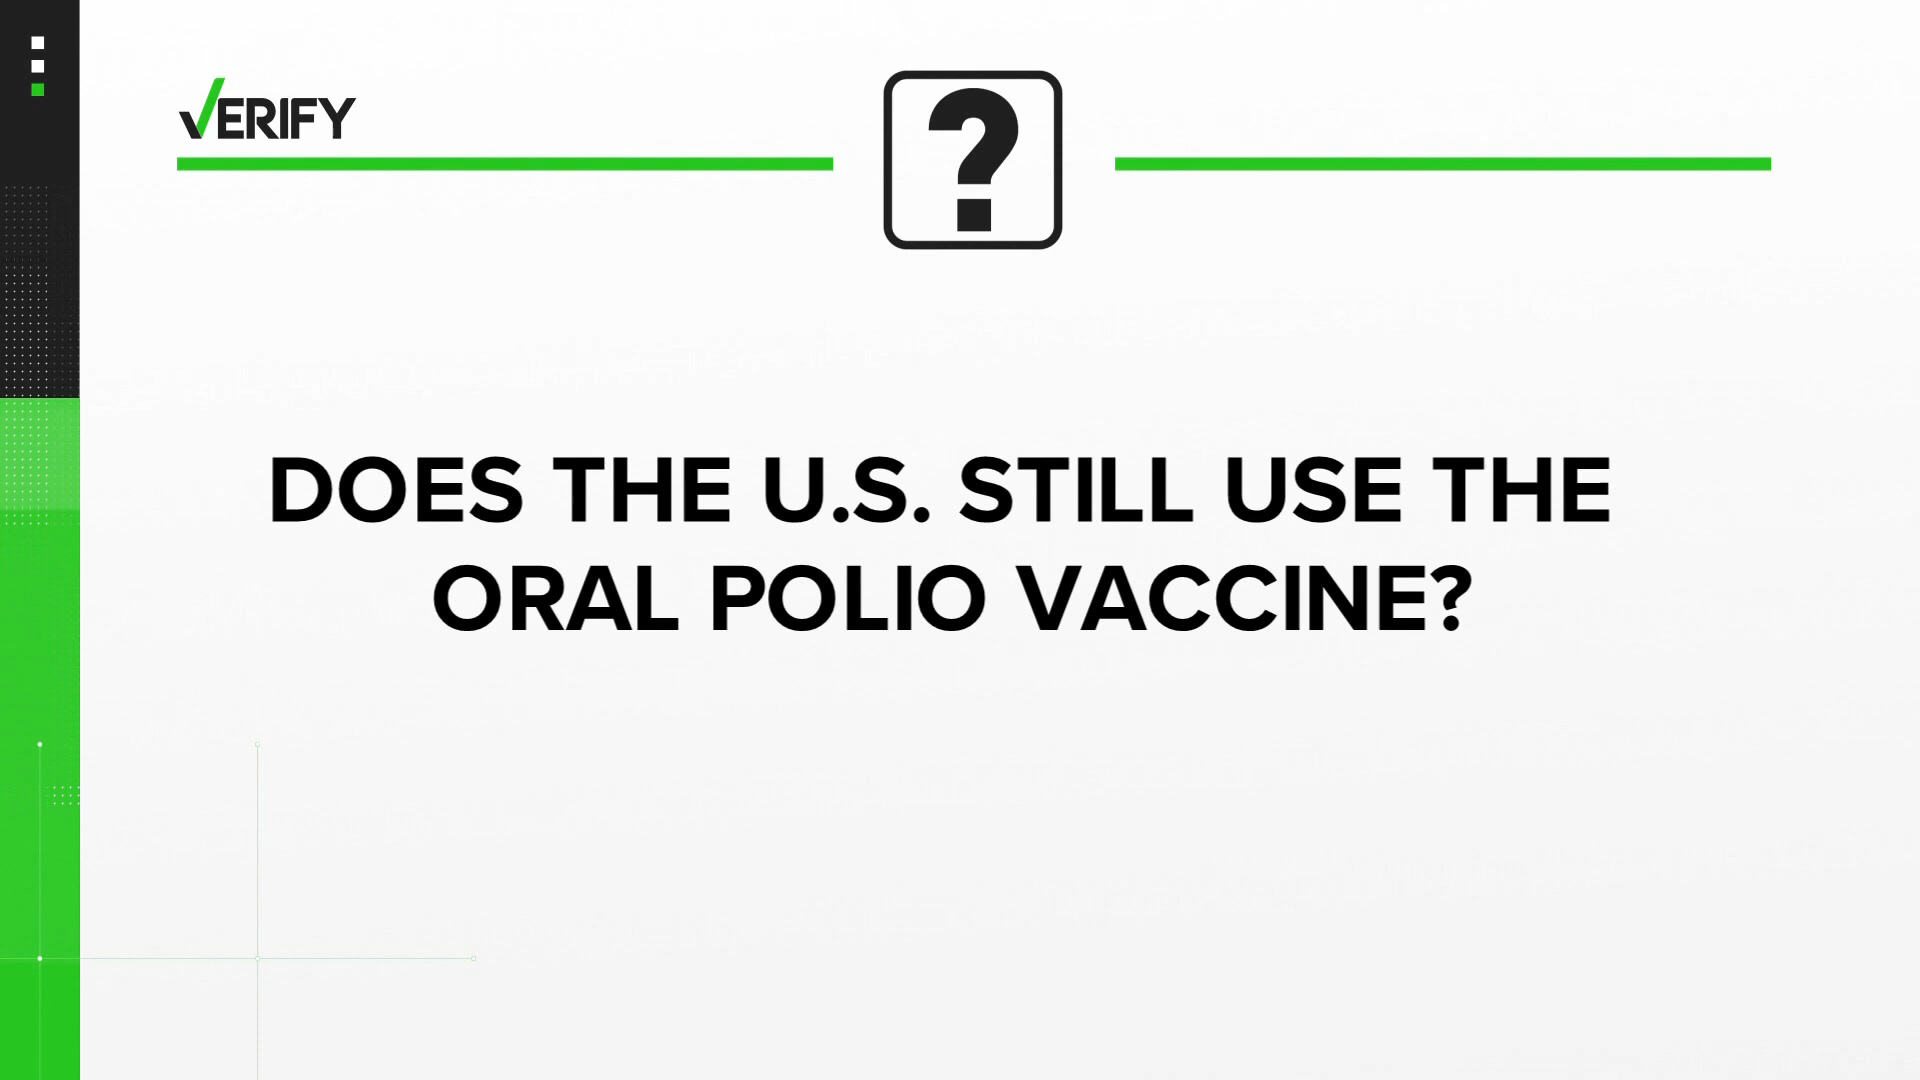 VERIFY
?
DOES THE U.S. STILL USE THE
ORAL POLIO VACCINE?